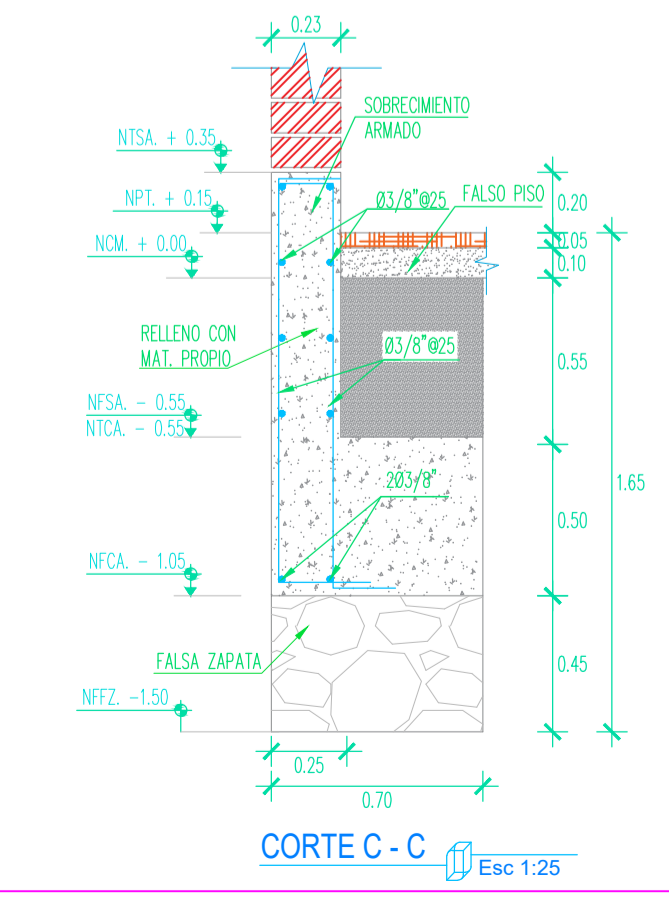 0.23
SOBRECIMIENTO
ARMADO
NTSA. + 0.35
Ø3/8"@25
FALSO PISO
0.20
NPT. + 0.15
0.05
NCM. + 0.00
0.10
RELLENO CON
MAT. PROPIO
Ø3/8"@25
0.55
NFSA. - 0.55
NTCA. - 0.55
2Ø3/8"
1.65
0.50
NFCA. - 1.05
FALSA ZAPATA
0.45
NFFZ. -1.50
0.25
0.70
CORTE C - C
Esc 1:25